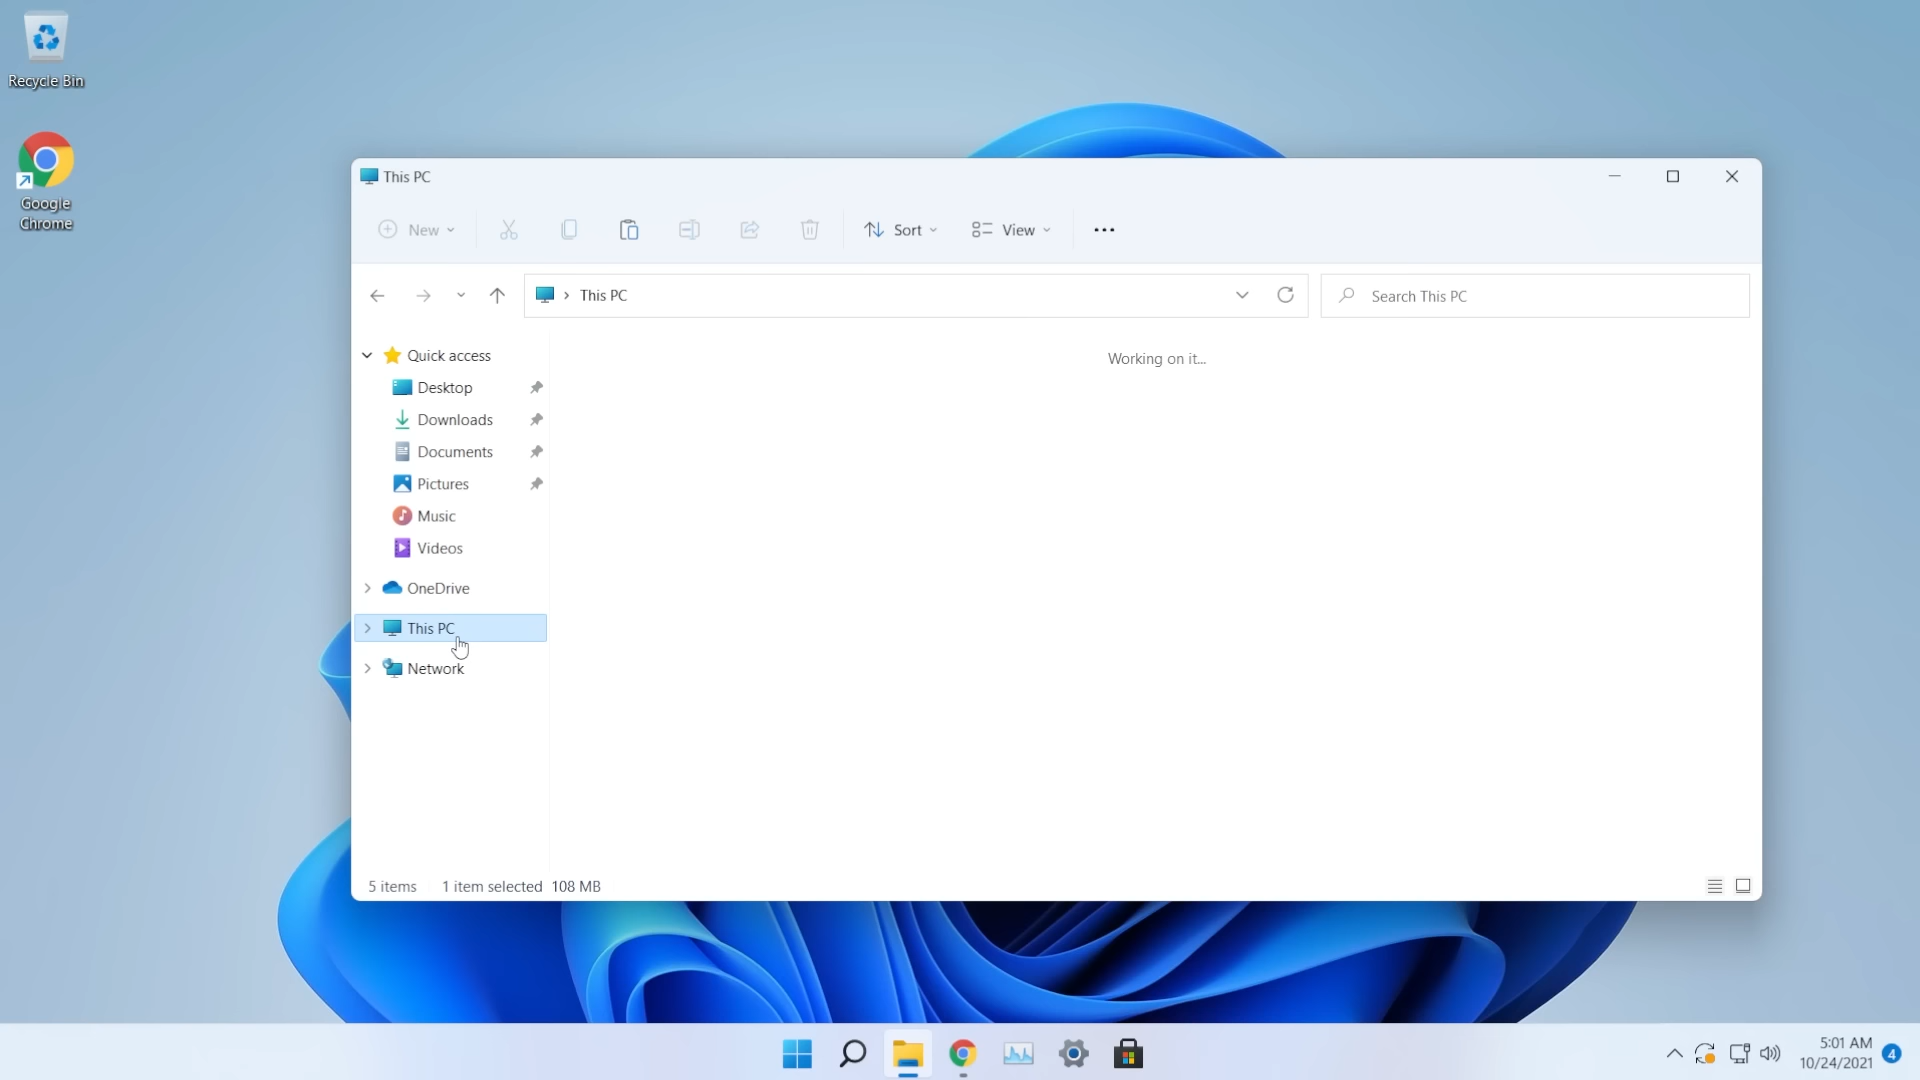 Recycle Bin
Google
Chrome
This PC
New
Sort
View
This PC
Search This PC
Quick access
Desktop
Downloads
Documents
Pictures
Music
Videos
OneDrive
This PC
Network
Working on it...
5 items 1 item selected 108 MB
5:01 AM
10/24/2021
4